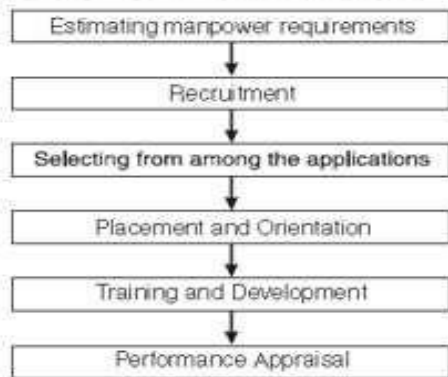 Estimating manpower requirements
Recruitment
Selecting from among the applications
Placement and Orientation
Training and Development
Performance Appraisal